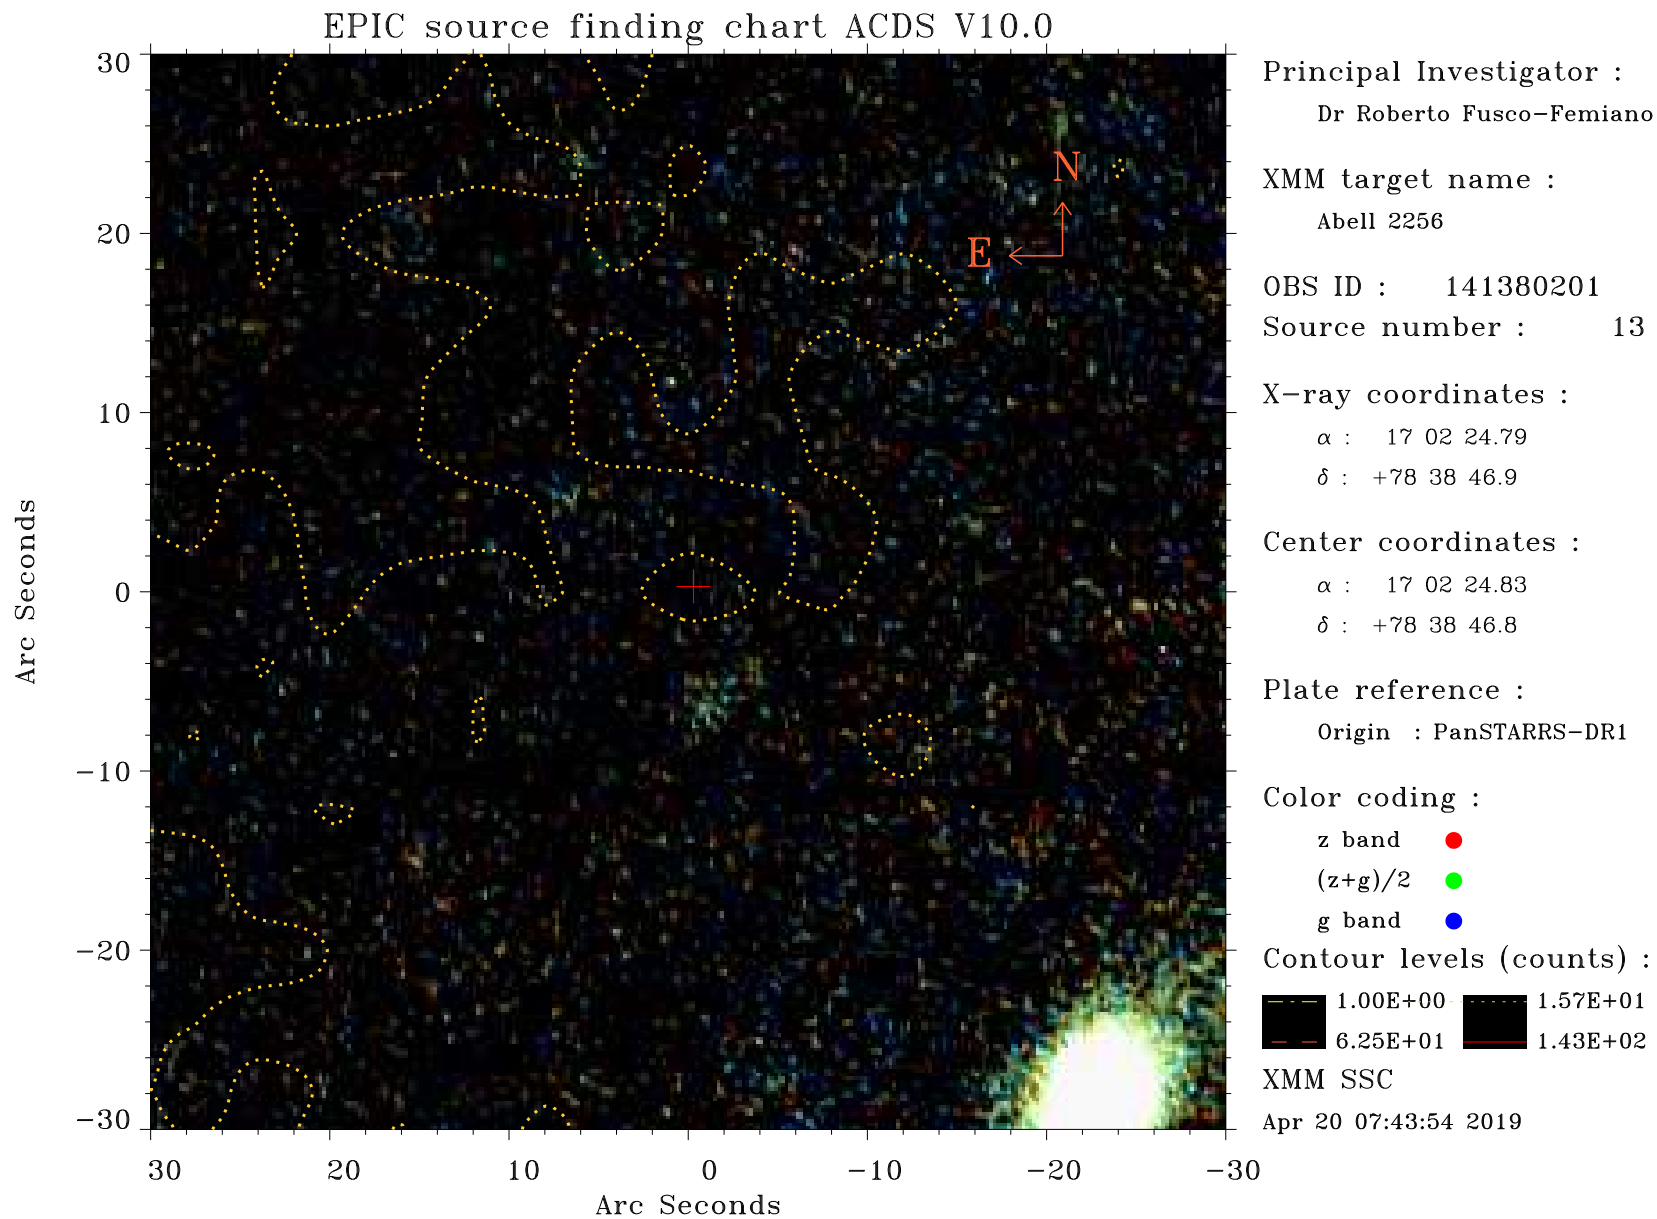 EPIC source finding chart ACDS V10.0
30
20
10
0
−10
−20
−30
Arc Seconds
30
20
10
0
−10
−20
−30
Arc Seconds
N
E
Principal Investigator :
Dr Roberto Fusco−Femiano
XMM target name :
Abell 2256
OBS ID : 141380201
Source number : 13
X−ray coordinates :
α : 17 02 24.79
δ : +78 38 46.9
Center coordinates :
α : 17 02 24.83
δ : +78 38 46.8
Plate reference :
Origin : PanSTARRS−DR1
Color coding :
z band
(z+g)/2
g band
Contour levels (counts) :
1.00E+00 1.57E+01
6.25E+01 1.43E+02
XMM SSC
Apr 20 07:43:54 2019